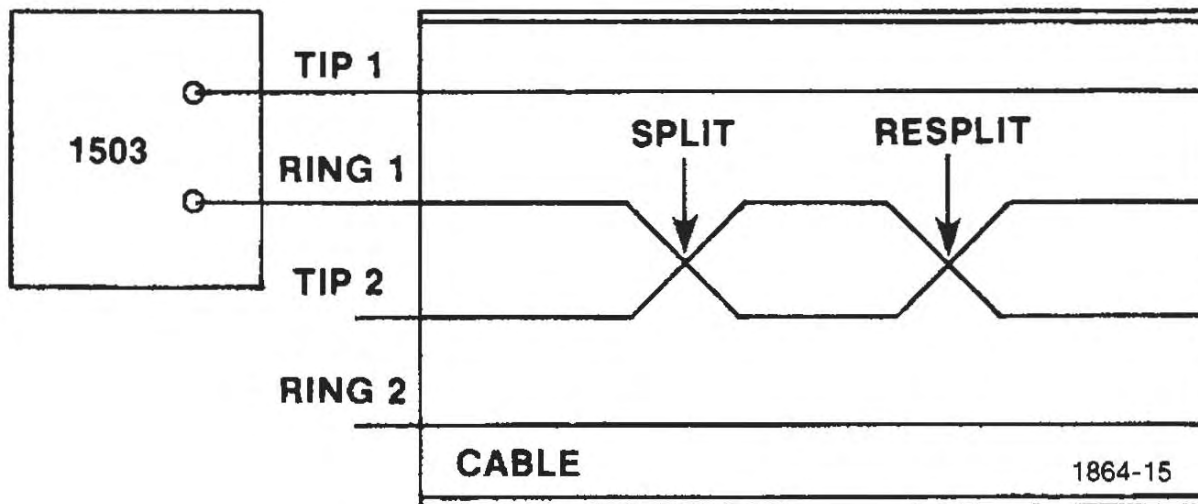 TIP 1
1503
SPLIT
RESPLIT
RING 1
TIP 2
RING 2
CABLE
1864-15